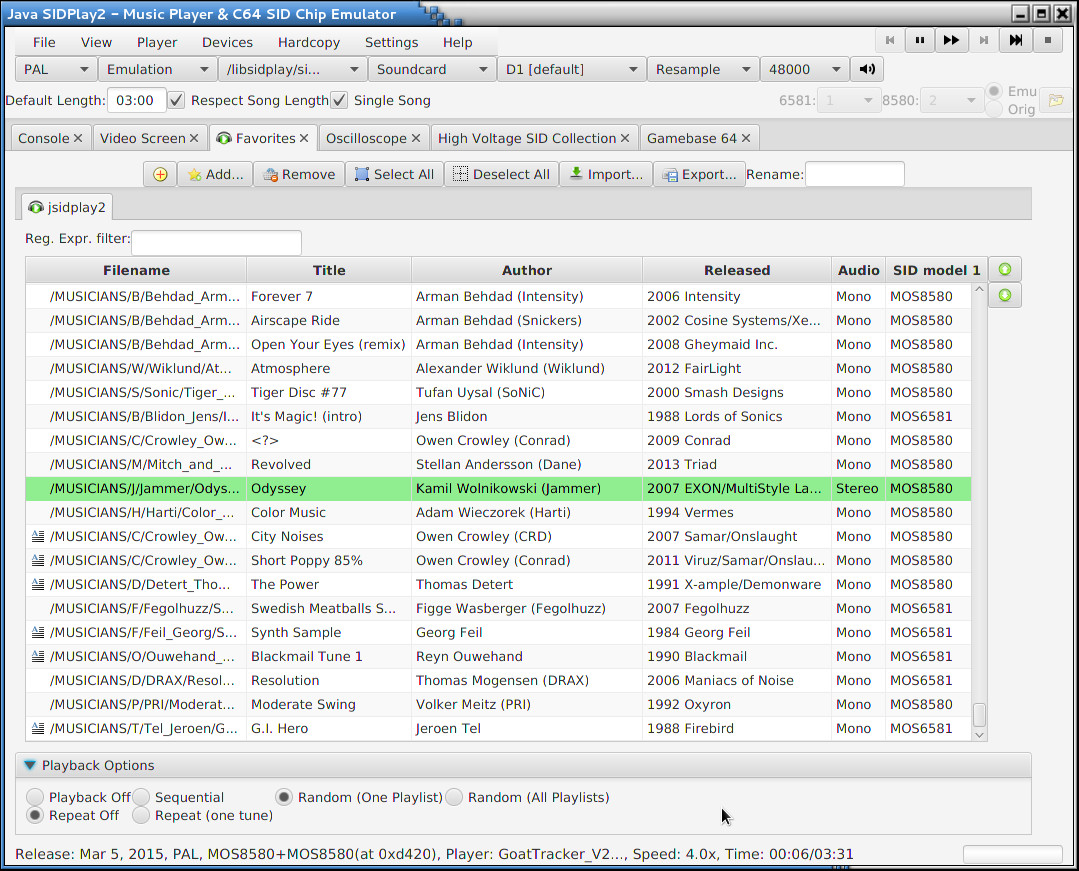 Java SIDPlay2 – Music Player & C64 SID Chip Emulator
File View Player Devices Hardcopy Settings Help
PAL Emulation /libsidplay/si... Soundcard D1 [default] Resample 48000
Default Length: 03:00 Respect Song Length Single Song 6581: 1 8580: 2 Emu
Orig
Console Video Screen Favorites Oscilloscope High Voltage SID Collection Gamebase 64
Add... Remove Select All Deselect All Import... Export... Rename:
jsidplay2
Reg. Expr. filter:
Filename Title Author Released Audio SID model 1
/MUSICIANS/B/Behdad_Arm... Forever 7 Arman Behdad (Intensity) 2006 Intensity Mono MOS8580
/MUSICIANS/B/Behdad_Arm... Airscape Ride Arman Behdad (Snickers) 2002 Cosine Systems/Xe... Mono MOS8580
/MUSICIANS/B/Behdad_Arm... Open Your Eyes (remix) Arman Behdad (Intensity) 2008 Gheymaid Inc. Mono MOS8580
/MUSICIANS/W/Wiklund/At... Atmosphere Alexander Wiklund (Wiklund) 2012 FairLight Mono MOS8580
/MUSICIANS/S/Sonic/Tiger_... Tiger Disc #77 Tufan Uysal (SoNiC) 2000 Smash Designs Mono MOS8580
/MUSICIANS/B/Blidon_Jens/I... It's Magic! (intro) Jens Blidon 1988 Lords of Sonics Mono MOS6581
/MUSICIANS/C/Crowley_Ow... <?> Owen Crowley (Conrad) 2009 Conrad Mono MOS8580
/MUSICIANS/M/Mitch_and_... Revolved Stellan Andersson (Dane) 2013 Triad Mono MOS8580
/MUSICIANS/J/Jammer/Odys... Odyssey Kamil Wolnikowski (Jammer) 2007 EXON/MultiStyle La... Stereo MOS8580
/MUSICIANS/H/Harti/Color_... Color Music Adam Wieczorek (Harti) 1994 Vermes Mono MOS8580
/MUSICIANS/C/Crowley_Ow... City Noises Owen Crowley (CRD) 2007 Samar/Onslaught Mono MOS8580
/MUSICIANS/C/Crowley_Ow... Short Poppy 85% Owen Crowley (Conrad) 2011 Viruz/Samar/Onslau... Mono MOS8580
/MUSICIANS/D/Detert_Tho... The Power Thomas Detert 1991 X-ample/Demonware Mono MOS8580
/MUSICIANS/F/Fegolhuzz/S... Swedish Meatballs S... Figge Wasberger (Fegolhuzz) 2007 Fegolhuzz Mono MOS6581
/MUSICIANS/F/Feil_Georg/S... Synth Sample Georg Feil 1984 Georg Feil Mono MOS6581
/MUSICIANS/O/Ouwehand_... Blackmail Tune 1 Reyn Ouwehand 1990 Blackmail Mono MOS6581
/MUSICIANS/D/DRAX/Resol... Resolution Thomas Mogensen (DRAX) 2006 Maniacs of Noise Mono MOS6581
/MUSICIANS/P/PRI/Moderat... Moderate Swing Volker Meitz (PRI) 1992 Oxyron Mono MOS8580
/MUSICIANS/T/Tel_Jeroen/G... G.I. Hero Jeroen Tel 1988 Firebird Mono MOS6581
Playback Options
Playback Off Sequential Random (One Playlist) Random (All Playlists)
Repeat Off Repeat (one tune)
Release: Mar 5, 2015, PAL, MOS8580+MOS8580(at 0xd420), Player: GoatTracker_V2..., Speed: 4.0x, Time: 00:06/03:31